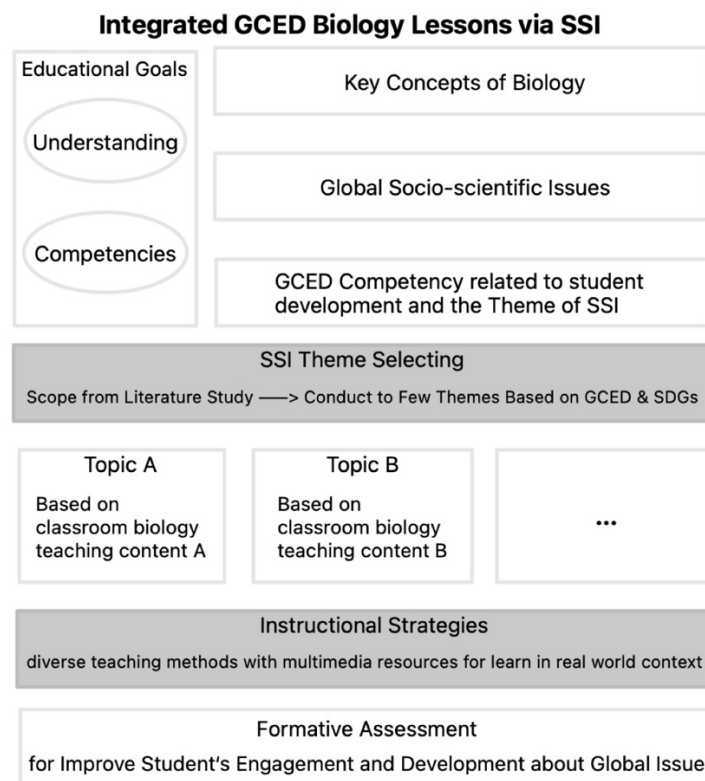 Integrated GCED Biology Lessons via SSI
Educational Goals
Understanding
Competencies
Key Concepts of Biology
Global Socio-scientific Issues
GCED Competency related to student
development and the Theme of SSI
SSI Theme Selecting
Scope from Literature Study ——> Conduct to Few Themes Based on GCED & SDGs
Topic A
Based on
classroom biology
teaching content A
Topic B
Based on
classroom biology
teaching content B
...
Instructional Strategies
diverse teaching methods with multimedia resources for learn in real world context
Formative Assessment
for Improve Student's Engagement and Development about Global Issue